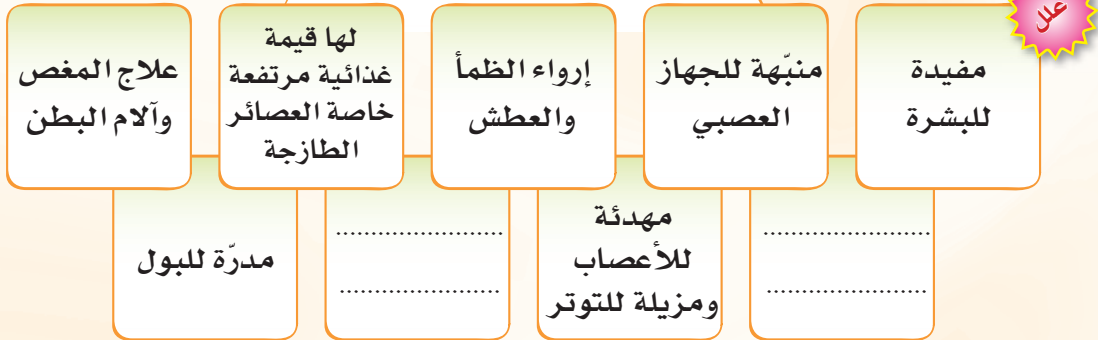 علل
مفيدة
للبشرة
منبّهة للجهاز
العصبي
إرواء الظمأ
والعطش
لها قيمة
غذائية مرتفعة
خاصة العصائر
الطازجة
علاج المغص
وآلام البطن
........................
.......................
مهدئة
للأعصاب
ومزيلة للتوتر
........................
.......................
مدرّة للبول